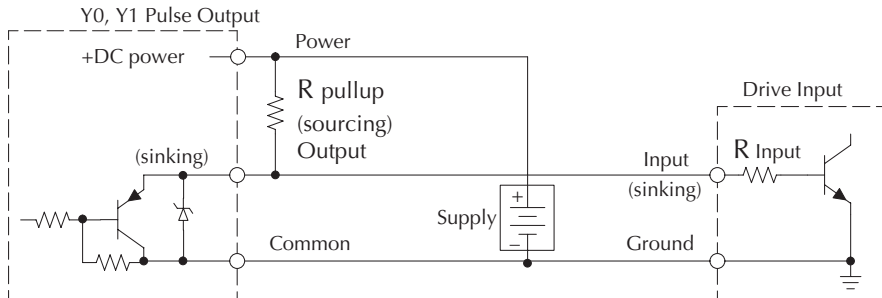 Y0, Y1 Pulse Output
+DC power
Power
R pullup
(sourcing)
Output
Drive Input
(sinking)
Input
(sinking)
R Input
Supply
+
–
Common
Ground